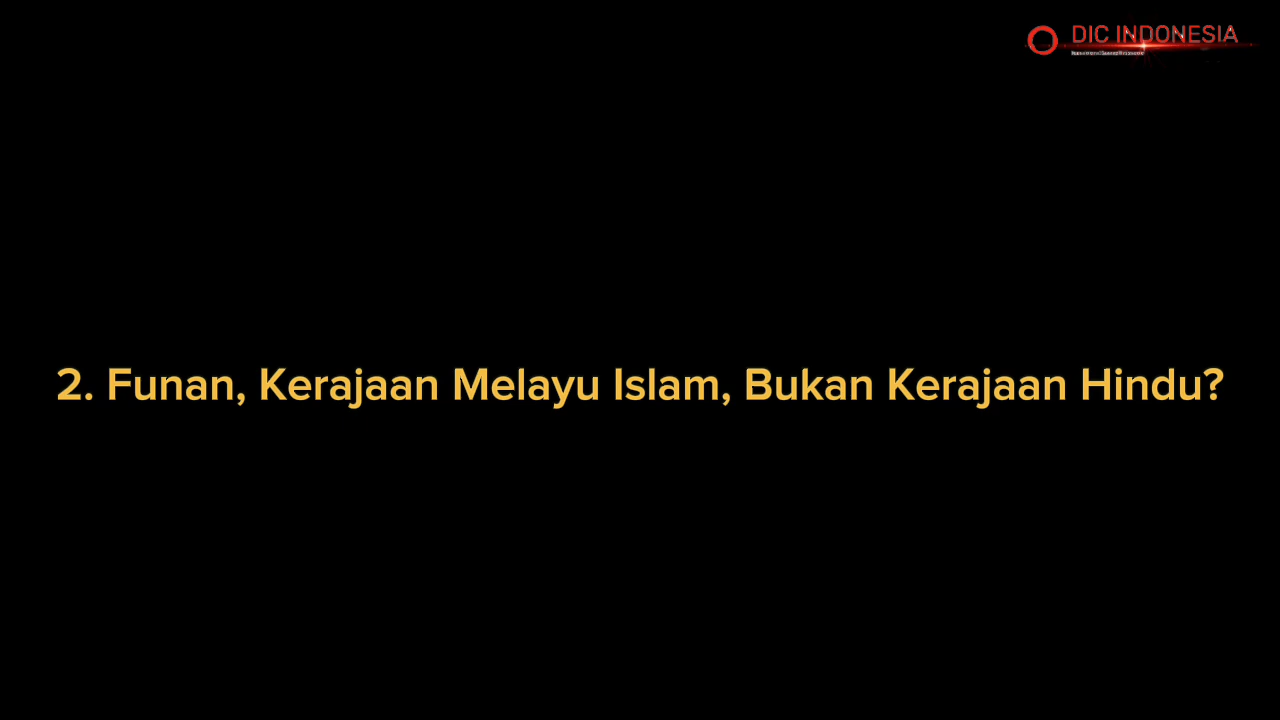 DIC INDONESIA
2. Funan, Kerajaan Melayu Islam, Bukan Kerajaan Hindu?